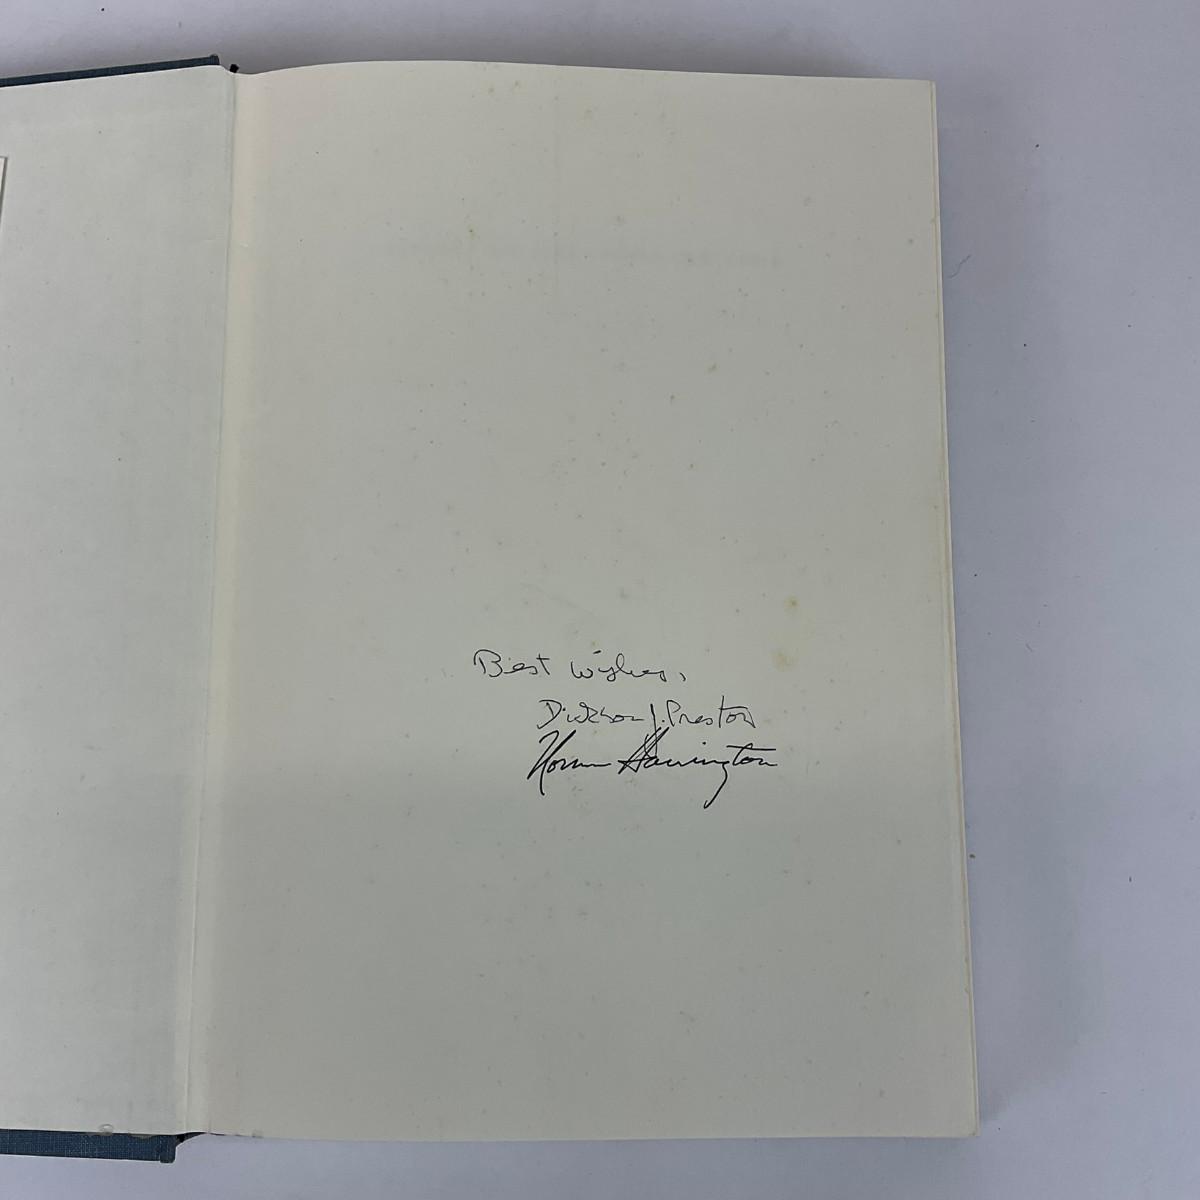 Best Wishes,
Dickson J. Preston
Norman Harrington